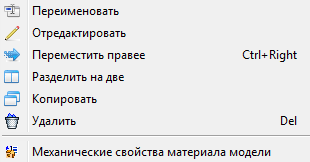 Переименовать
Отредактировать
Переместить правее Ctrl+Right
Разделить на две
Копировать
Удалить Del
Механические свойства материала модели